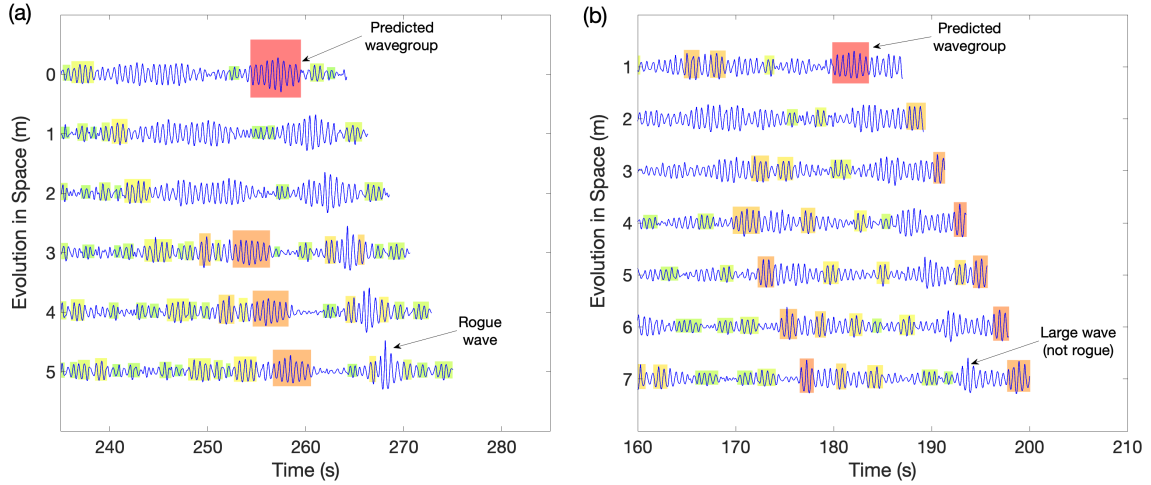 (a)
Predicted
wavegroup
0
1
2
3
4
5
Rogue
wave
Evolution in Space (m)
240 250 260 270 280
Time (s)
(b)
Predicted
wavegroup
1
2
3
4
5
6
7
Large wave
(not rogue)
Evolution in Space (m)
160 170 180 190 200 210
Time (s)